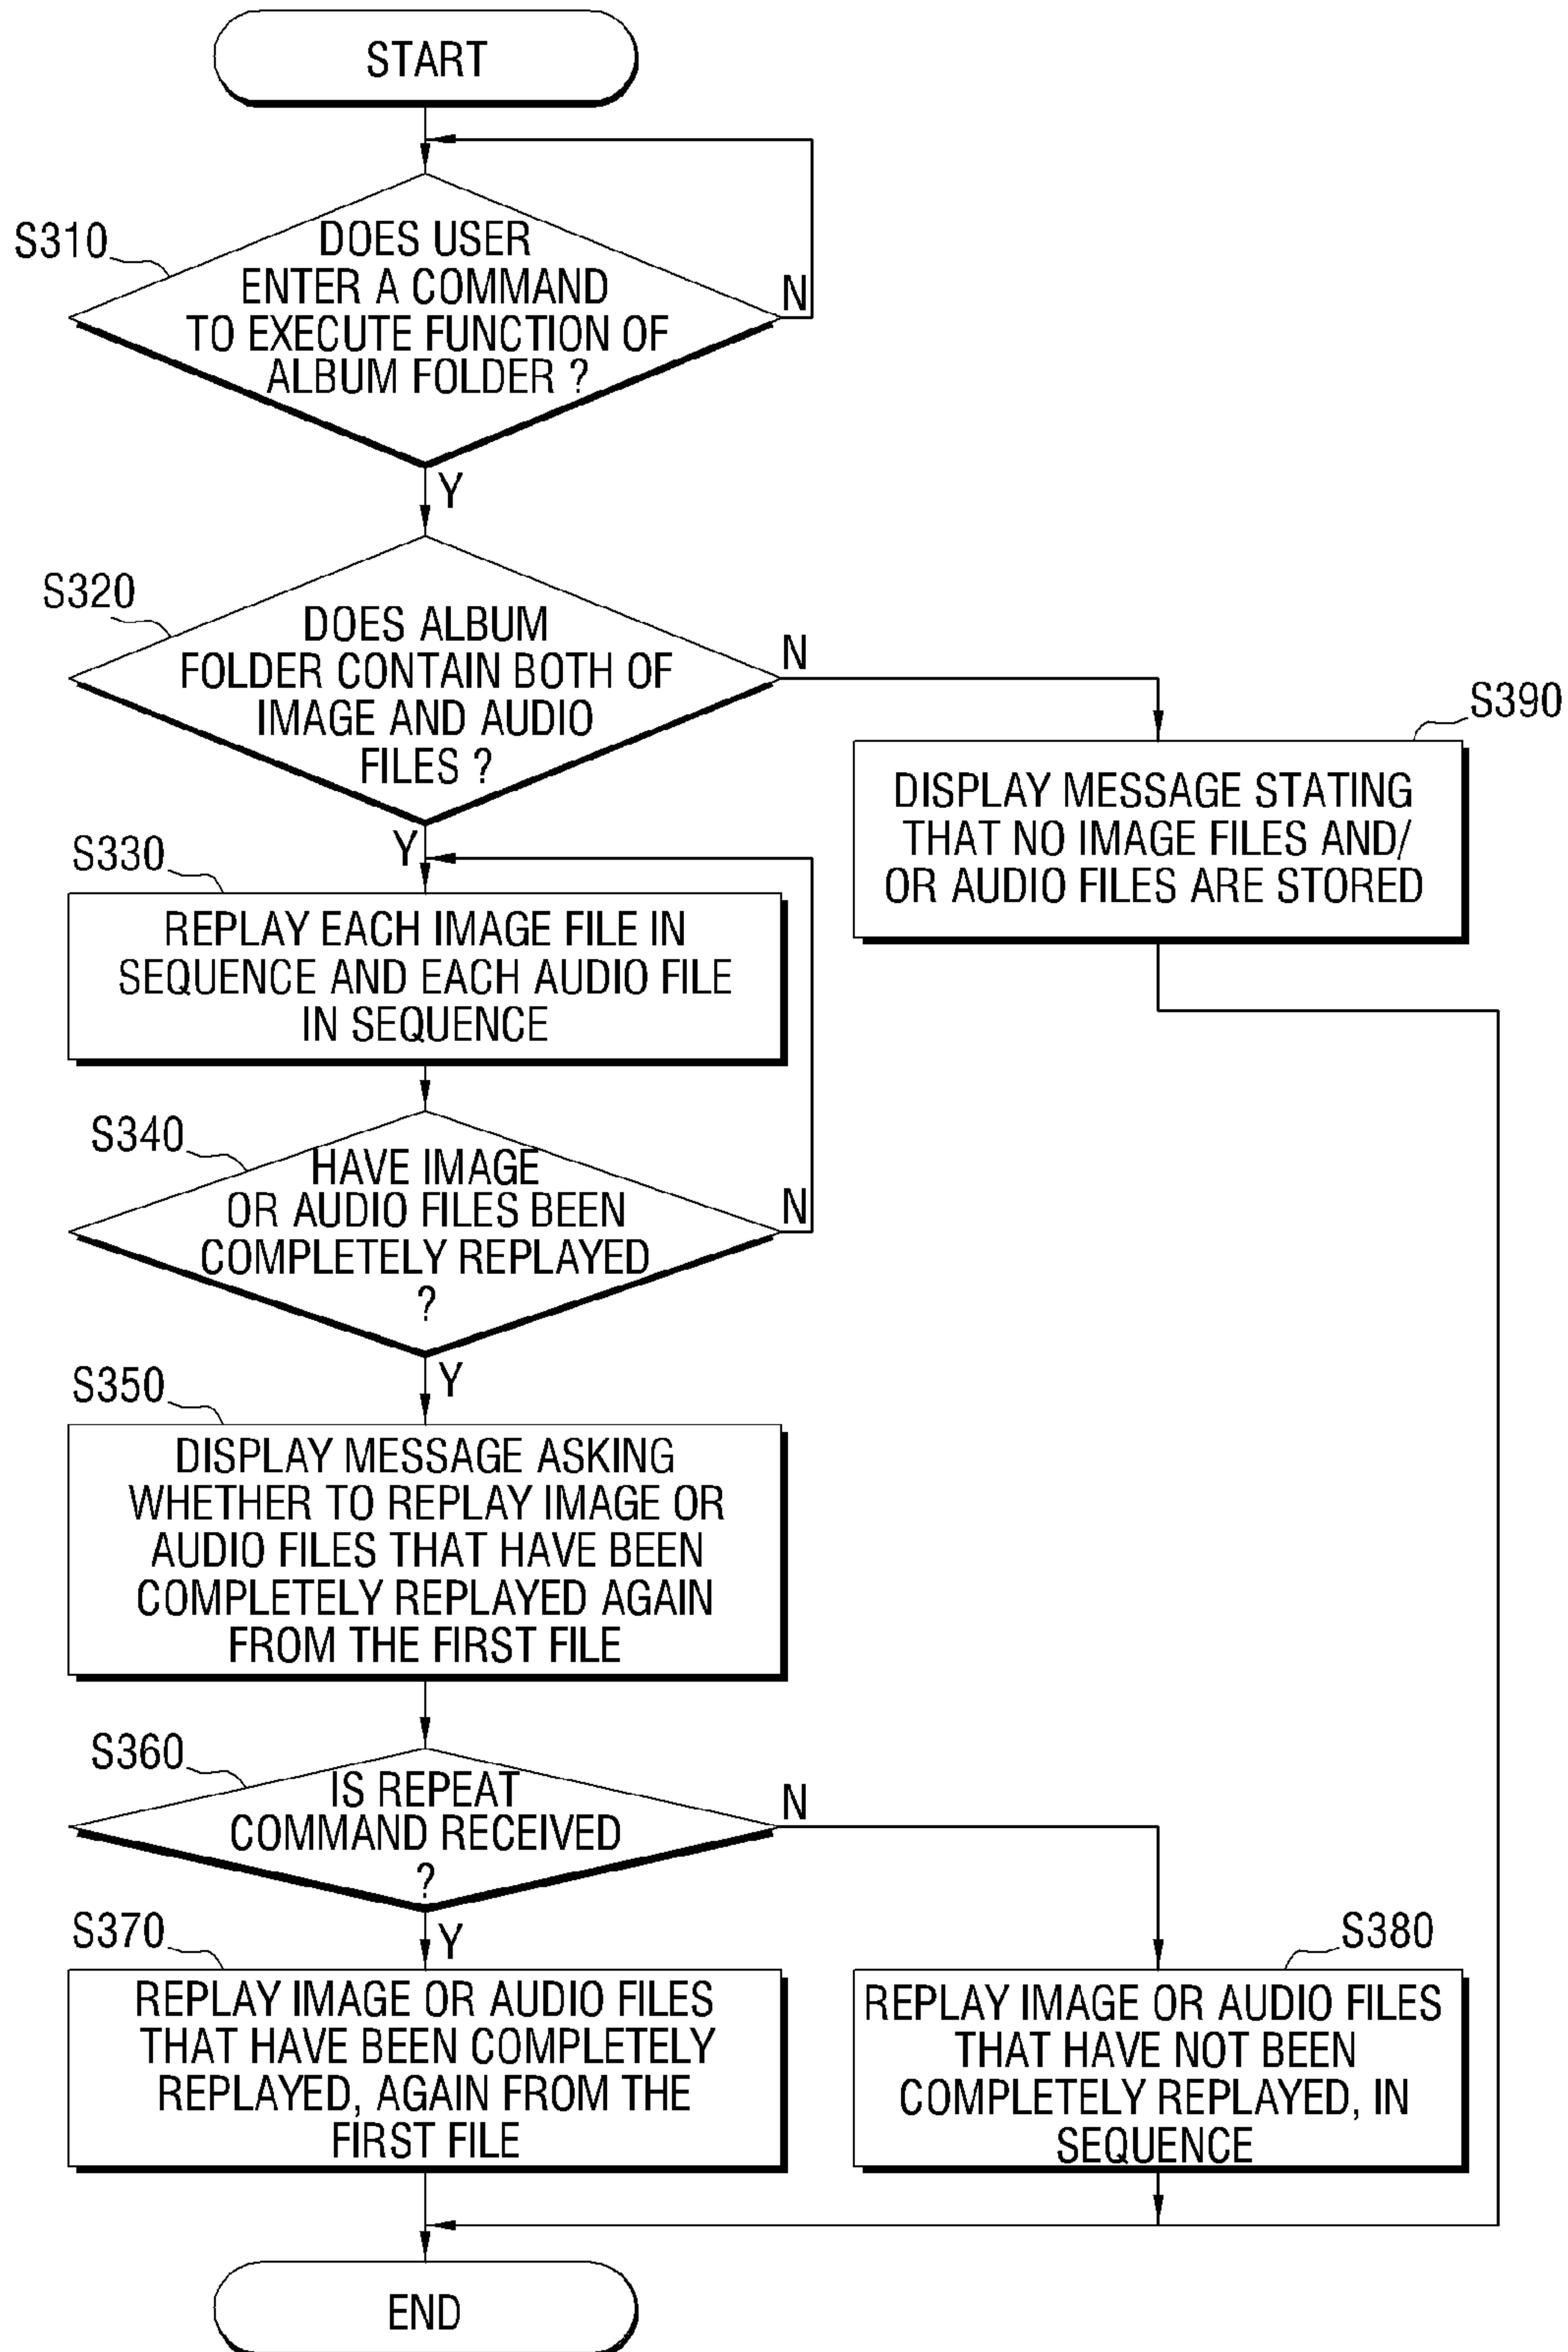 START
S310
DOES USER
ENTER A COMMAND
TO EXECUTE FUNCTION OF
ALBUM FOLDER ?
N
Y
S320
DOES ALBUM
FOLDER CONTAIN BOTH OF
IMAGE AND AUDIO
FILES ?
N
Y
S390
DISPLAY MESSAGE STATING
THAT NO IMAGE FILES AND/
OR AUDIO FILES ARE STORED
S330
REPLAY EACH IMAGE FILE IN
SEQUENCE AND EACH AUDIO FILE
IN SEQUENCE
S340
HAVE IMAGE
OR AUDIO FILES BEEN
COMPLETELY REPLAYED
?
N
Y
S350
DISPLAY MESSAGE ASKING
WHETHER TO REPLAY IMAGE OR
AUDIO FILES THAT HAVE BEEN
COMPLETELY REPLAYED AGAIN
FROM THE FIRST FILE
S360
IS REPEAT
COMMAND RECEIVED
?
N
Y
S370
REPLAY IMAGE OR AUDIO FILES
THAT HAVE BEEN COMPLETELY
REPLAYED, AGAIN FROM THE
FIRST FILE
S380
REPLAY IMAGE OR AUDIO FILES
THAT HAVE NOT BEEN
COMPLETELY REPLAYED, IN
SEQUENCE
END